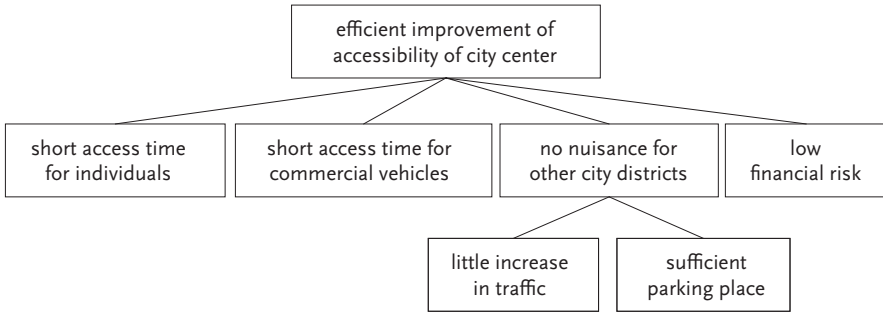 efficient improvement of
accessibility of city center
short access time
for individuals
short access time for
commercial vehicles
no nuisance for
other city districts
low
financial risk
little increase
in traffic
sufficient
parking place